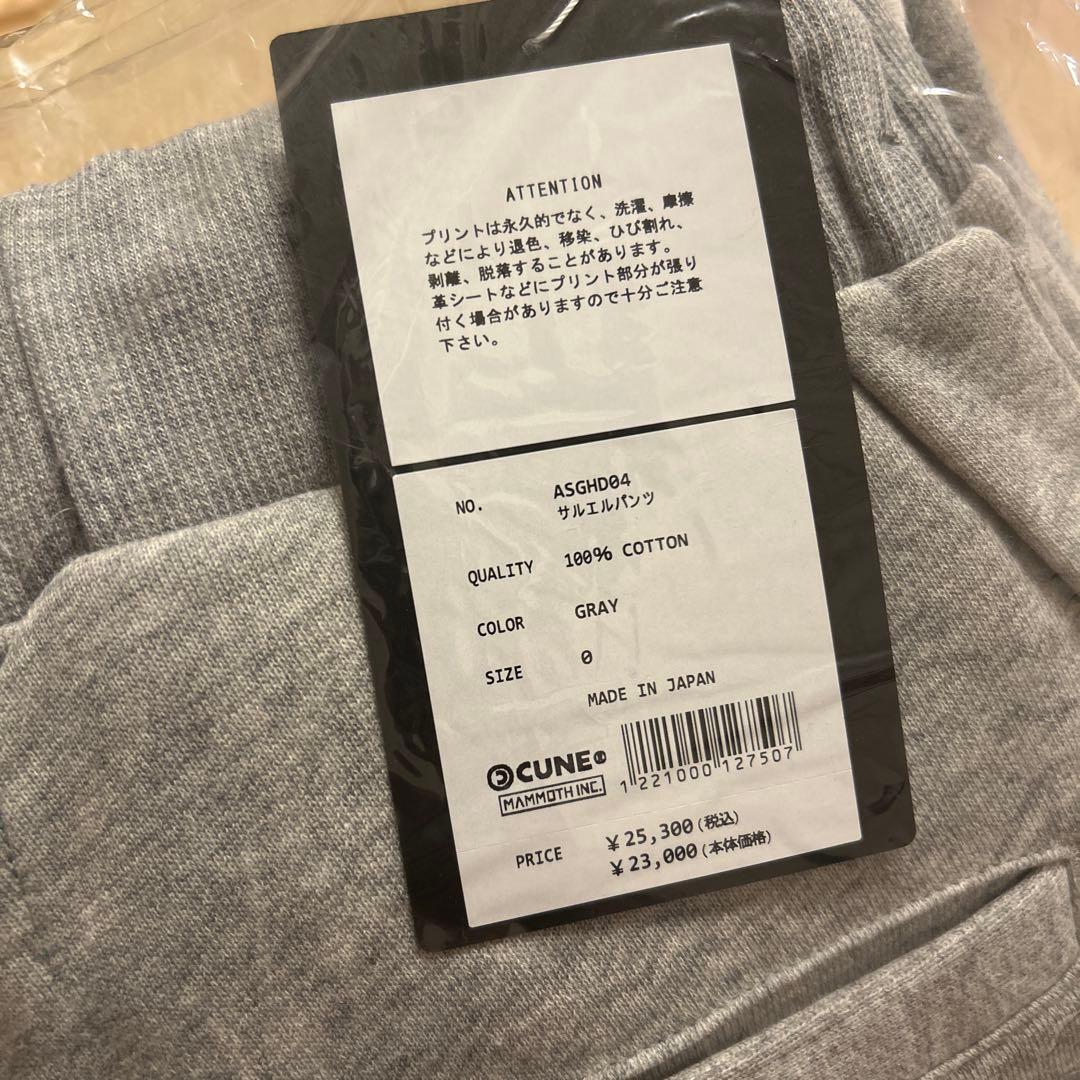 ATTENTION
プリントは永久的でなく、洗濯、摩擦
などにより退色、移染、ひび割れ、
剥離、脱落することがあります。
革シートなどにプリント部分が張り
付く場合がありますので十分ご注意
下さい。
NO. ASGHD04
サルエルパンツ
QUALITY 100% COTTON
COLOR GRAY
SIZE 0
MADE IN JAPAN
CUNE
MAMMOTH INC.
1 221000 127507
PRICE ¥25,300(税込)
¥23,000(本体価格)